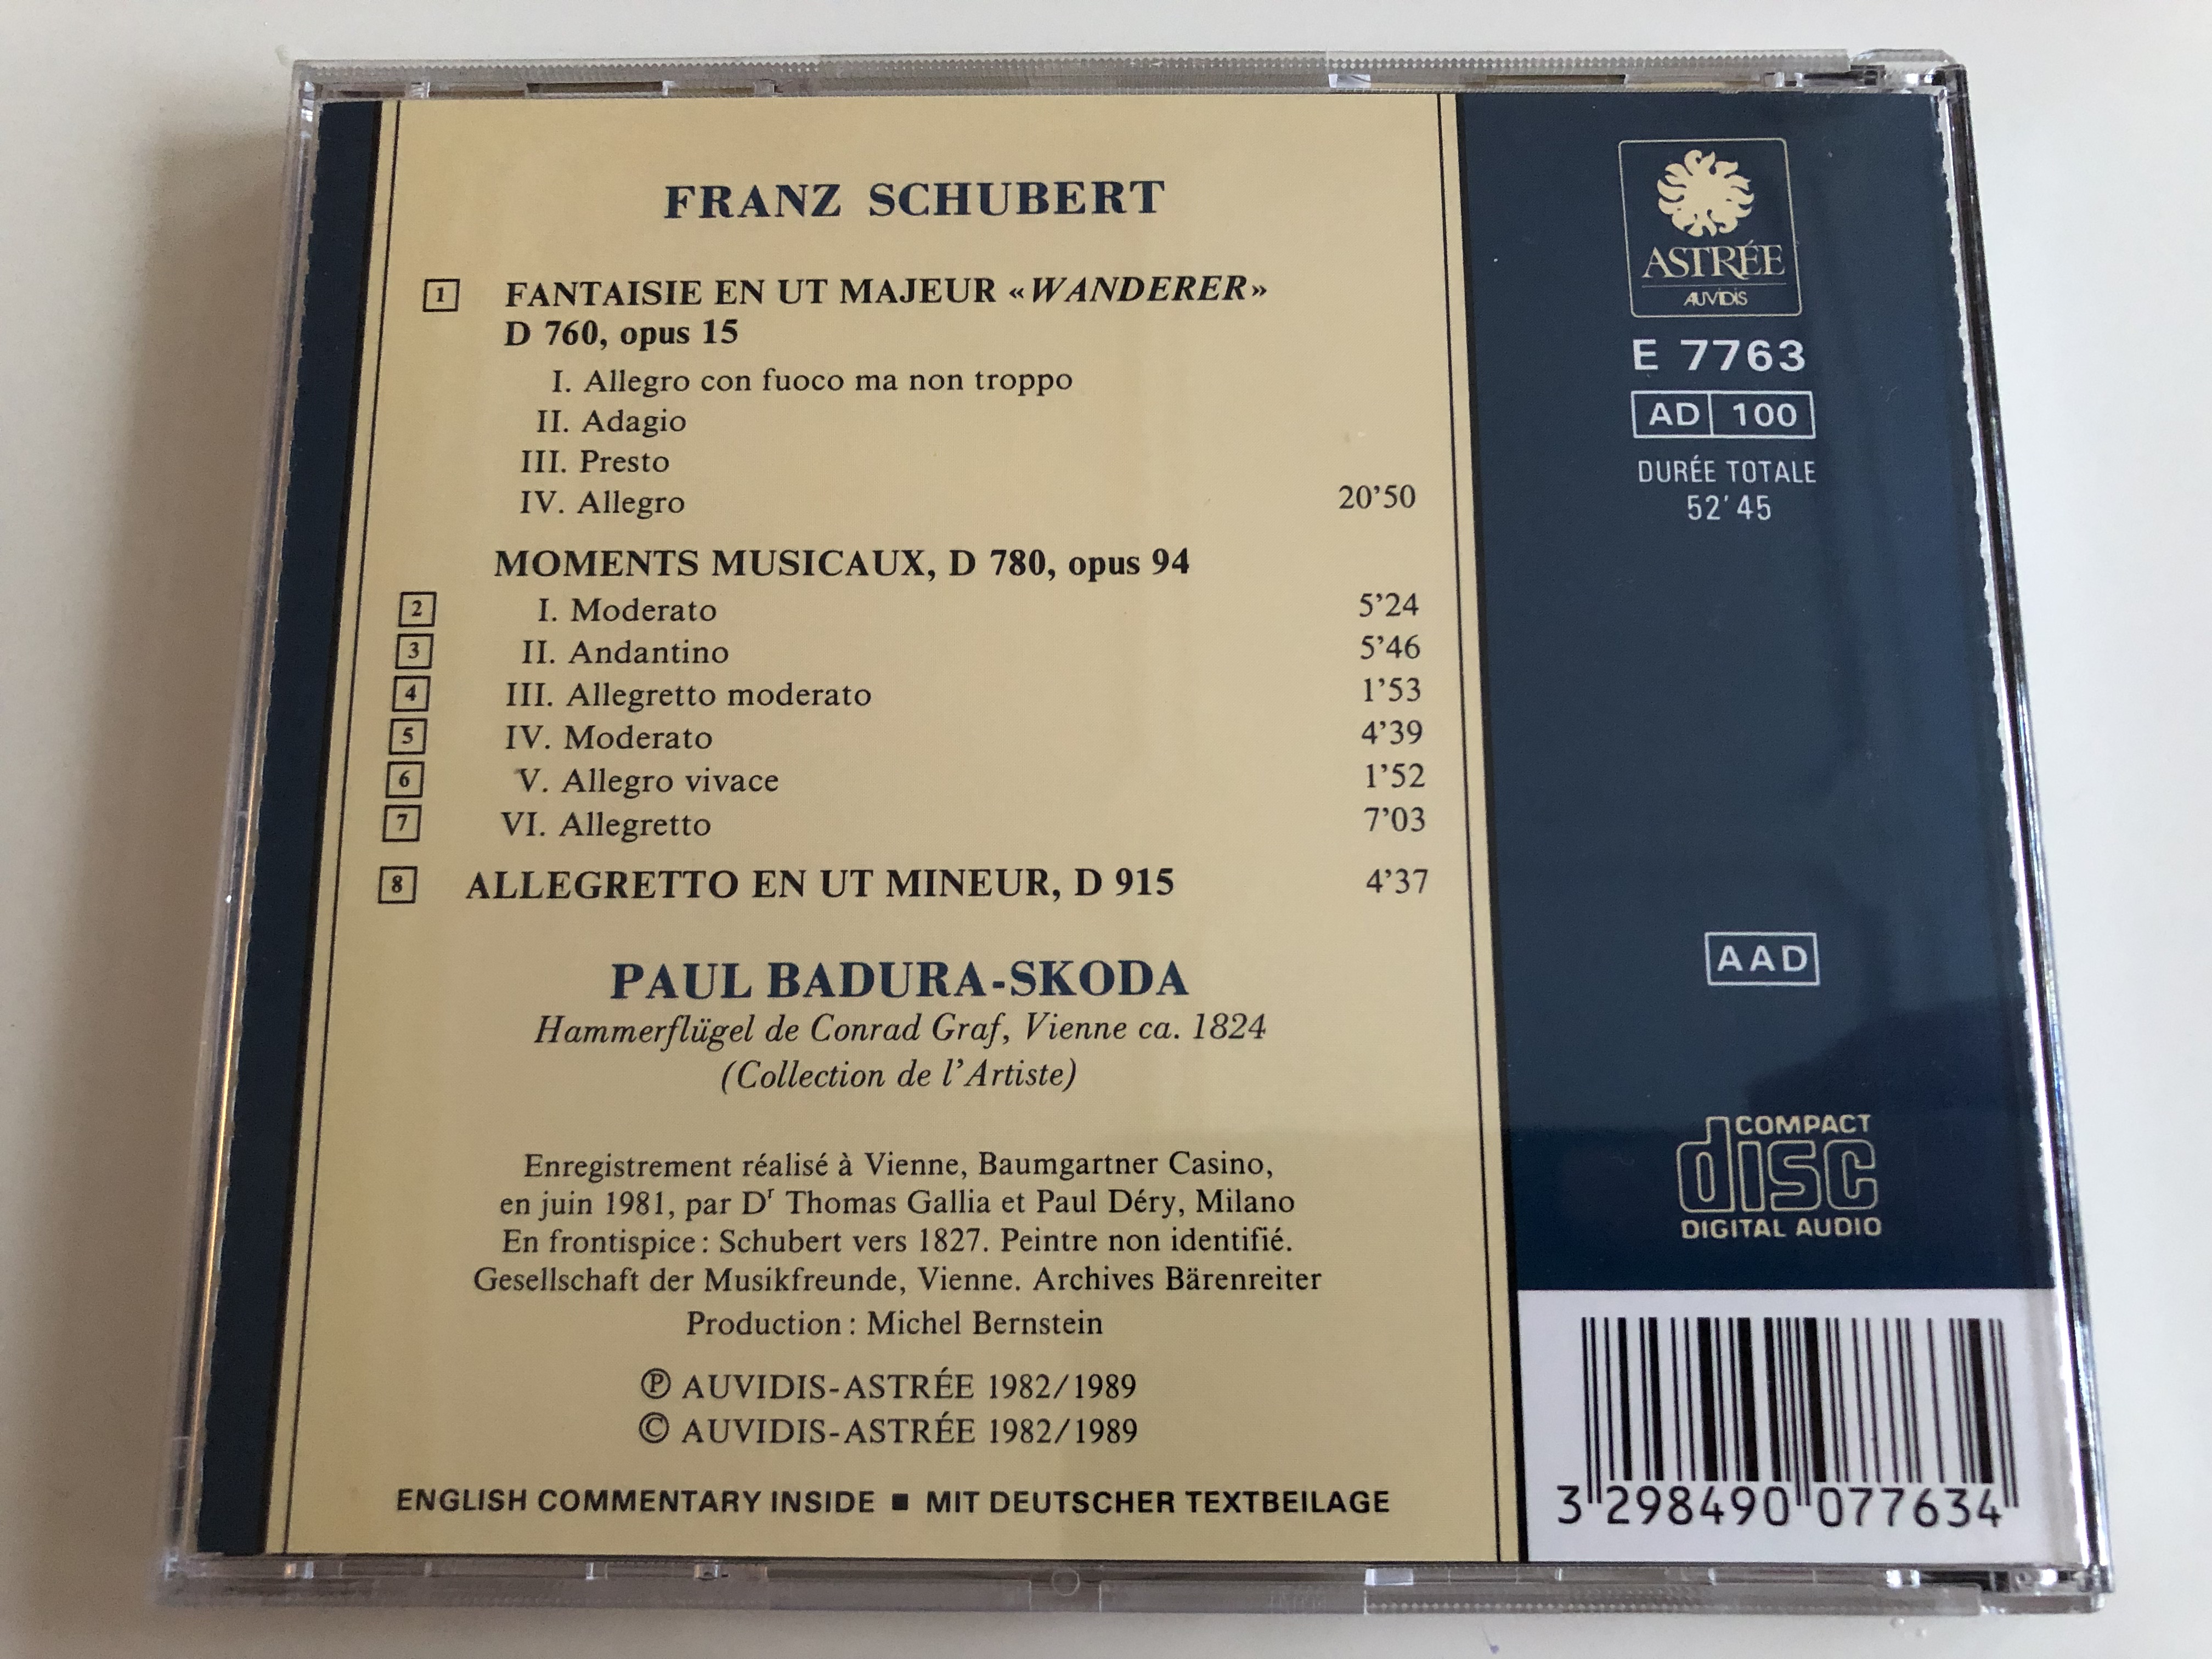 FRANZ SCHUBERT
1 FANTAISIE EN UT MAJEUR «WANDERER»
D 760, opus 15
I. Allegro con fuoco ma non troppo
II. Adagio
III. Presto
IV. Allegro 20'50
MOMENTS MUSICAUX, D 780, opus 94
2 I. Moderato 5'24
3 II. Andantino 5'46
4 III. Allegretto moderato 1'53
5 IV. Moderato 4'39
6 V. Allegro vivace 1'52
7 VI. Allegretto 7'03
8 ALLEGRETTO EN UT MINEUR, D 915 4'37
PAUL BADURA-SKODA
Hammerflügel de Conrad Graf, Vienne ca. 1824
(Collection de l'Artiste)
Enregistrement réalisé à Vienne, Baumgartner Casino,
en juin 1981, par Dr Thomas Gallia et Paul Déry, Milano
En frontispice : Schubert vers 1827. Peintre non identifié.
Gesellschaft der Musikfreunde, Vienne. Archives Bärenreiter
Production : Michel Bernstein
℗ AUVIDIS-ASTRÉE 1982/1989
© AUVIDIS-ASTRÉE 1982/1989
ENGLISH COMMENTARY INSIDE ■ MIT DEUTSCHER TEXTBEILAGE
ASTRÉE
AUVIDIS
E 7763
AD 100
DURÉE TOTALE
52'45
AAD
COMPACT
disc
DIGITAL AUDIO
3 298490 077634